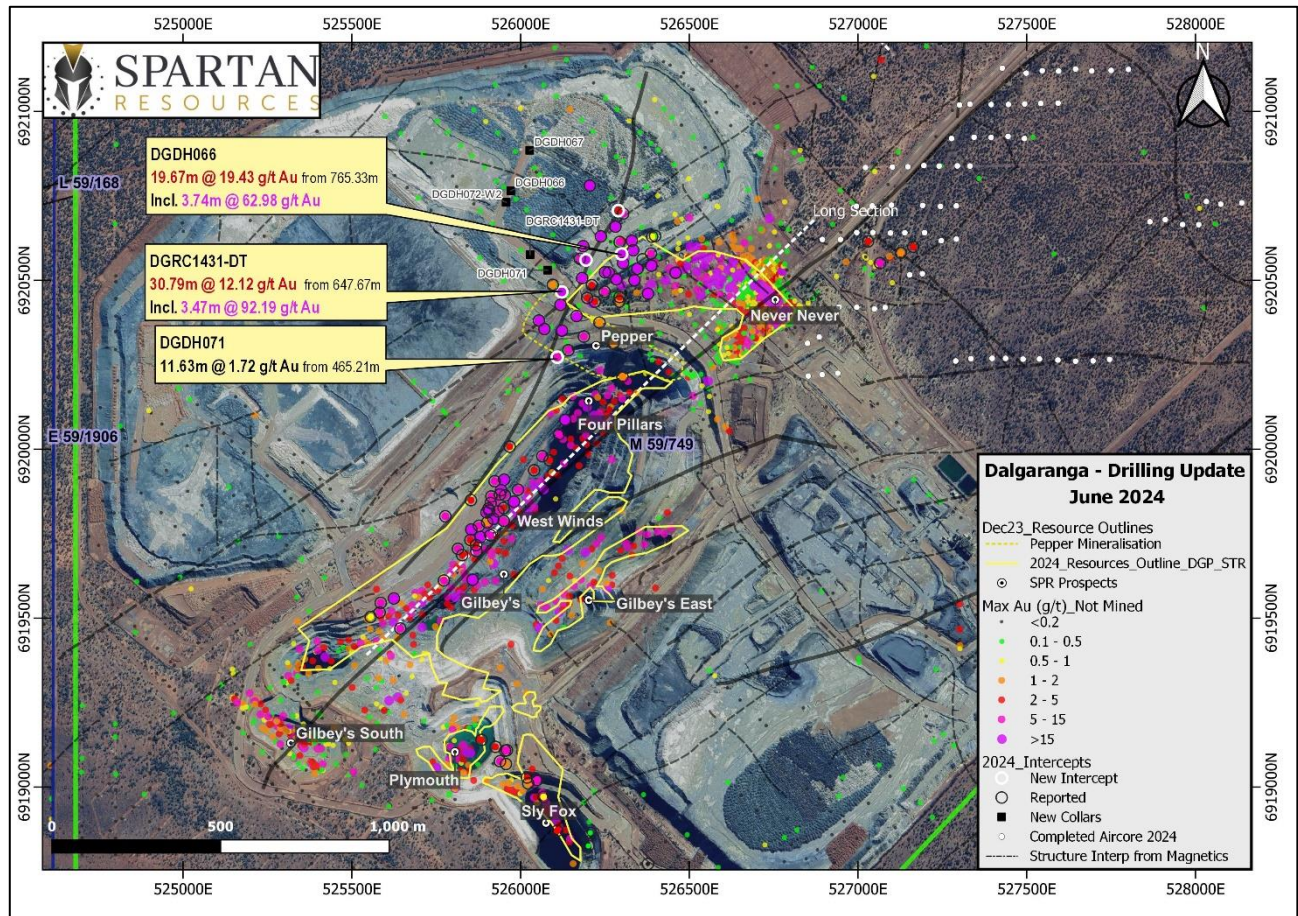 525000E 525500E 526000E 526500E 527000E 527500E 528000E
SPARTAN
RESOURCES
N
6921000N
6921000N
DGDH067
DGDH066
19.67m @ 19.43 g/t Au from 765.33m
Incl. 3.74m @ 62.98 g/t Au
L 59/168
DGDH066
DGDH072-W2
DGRC1431-DT
Long Section
DGRC1431-DT
30.79m @ 12.12 g/t Au from 647.67m
Incl. 3.47m @ 92.19 g/t Au
DGDH071
6920500N
6920500N
Never Never
Pepper
DGDH071
11.63m @ 1.72 g/t Au from 465.21m
Four Pillars
E 59/1906
M 59/749
6920000N
6920000N
West Winds
Gilbey's
Gilbey's East
6919500N
6919500N
Gilbey's South
Plymouth
Sly Fox
6919000N
6919000N
0 500 1,000 m
Dalgaranga - Drilling Update
June 2024
Dec23_Resource Outlines
Pepper Mineralisation
2024_Resources_Outline_DGP_STR
SPR Prospects
Max Au (g/t)_Not Mined
<0.2
0.1 - 0.5
0.5 - 1
1 - 2
2 - 5
5 - 15
>15
2024_Intercepts
New Intercept
Reported
New Collars
Completed Aircore 2024
Structure Interp from Magnetics
525000E 525500E 526000E 526500E 527000E 527500E 528000E